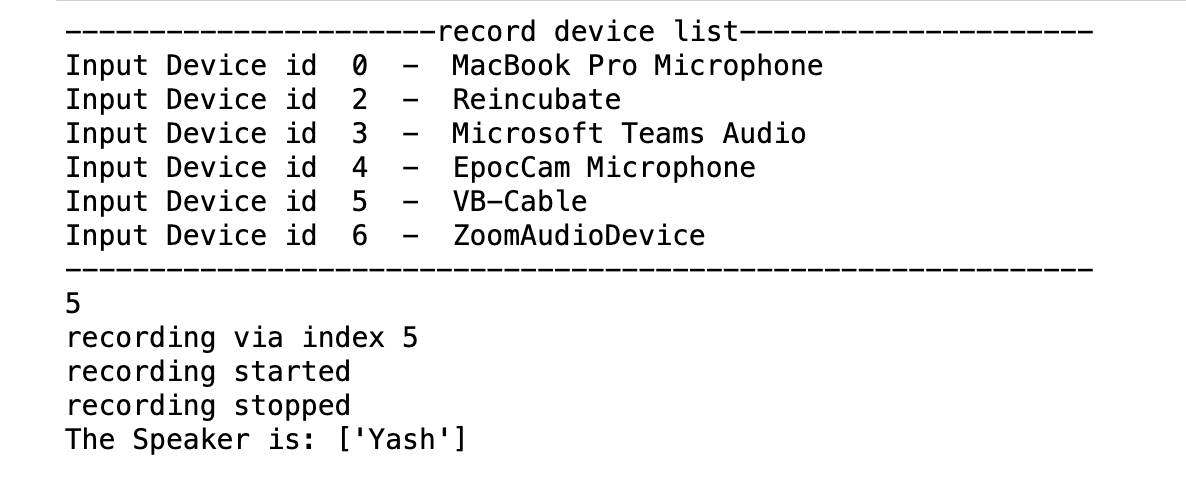 ----------------------record device list---------------------
Input Device id  0  -  MacBook Pro Microphone
Input Device id  2  -  Reincubate
Input Device id  3  -  Microsoft Teams Audio
Input Device id  4  -  EpocCam Microphone
Input Device id  5  -  VB-Cable
Input Device id  6  -  ZoomAudioDevice
-------------------------------------------------------------
5
recording via index 5
recording started
recording stopped
The Speaker is: ['Yash']